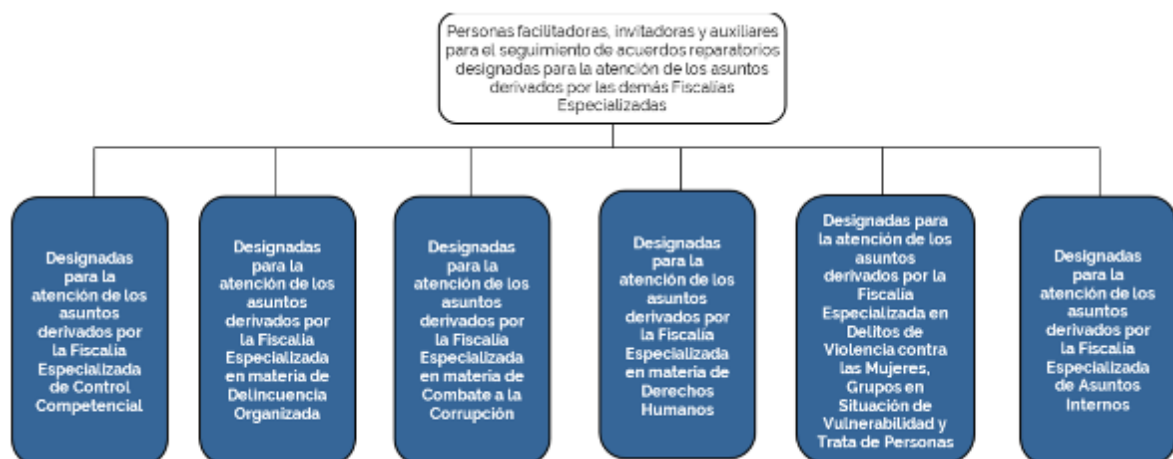 Personas facilitadoras, invitadoras y auxiliares
para el seguimiento de acuerdos reparatorios
designadas para la atención de los asuntos
derivados por las demás Fiscalías
Especializadas
Designadas
para la
atención de los
asuntos
derivados por
la Fiscalía
Especializada
de Control
Competencial
Designadas
para la
atención de los
asuntos
derivados por
la Fiscalía
Especializada
en materia de
Delincuencia
Organizada
Designadas
para la
atención de los
asuntos
derivados por
la Fiscalía
Especializada
en materia de
Combate a la
Corrupción
Designadas
para la
atención de los
asuntos
derivados por
la Fiscalía
Especializada
en materia de
Derechos
Humanos
Designadas para
la atención de los
asuntos
derivados por la
Fiscalía
Especializada en
Delitos de
Violencia contra
las Mujeres,
Grupos en
Situación de
Vulnerabilidad y
Trata de Personas
Designadas
para la
atención de los
asuntos
derivados por
la Fiscalía
Especializada
de Asuntos
Internos